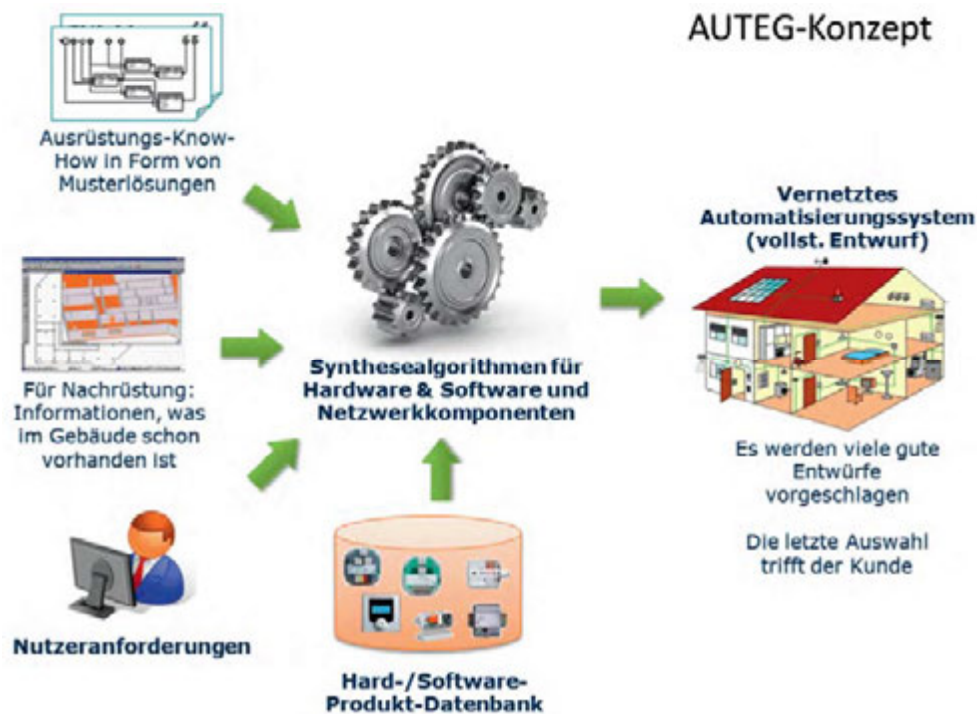 AUTEG-Konzept
Ausrüstungs-Know-
How in Form von
Musterlösungen
Für Nachrüstung:
Informationen, was
im Gebäude schon
vorhanden ist
Nutzeranforderungen
Synthesealgorithmen für
Hardware & Software und
Netzwerkkomponenten
Hard-/Software-
Produkt-Datenbank
Vernetztes
Automatisierungssystem
(vollst. Entwurf)
Es werden viele gute
Entwürfe
vorgeschlagen
Die letzte Auswahl
trifft der Kunde